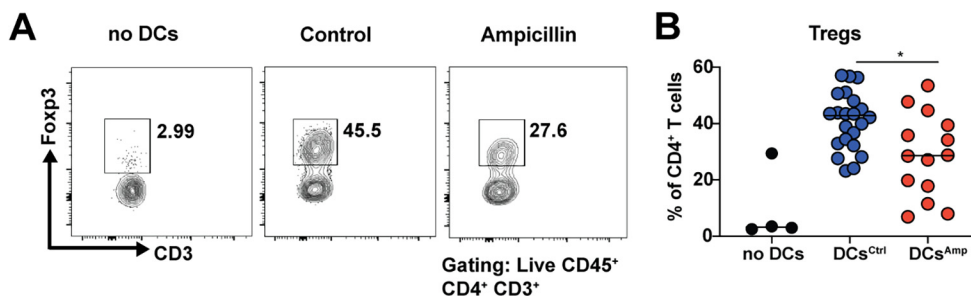 A
no DCs
Control
Ampicillin
Foxp3
2.99
45.5
27.6
CD3
Gating: Live CD45⁺
CD4⁺ CD3⁺
B
Tregs
*
% of CD4⁺ T cells
60
40
20
0
no DCs
DCsᶜᵗʳˡ
DCsᴬᵐᵖ